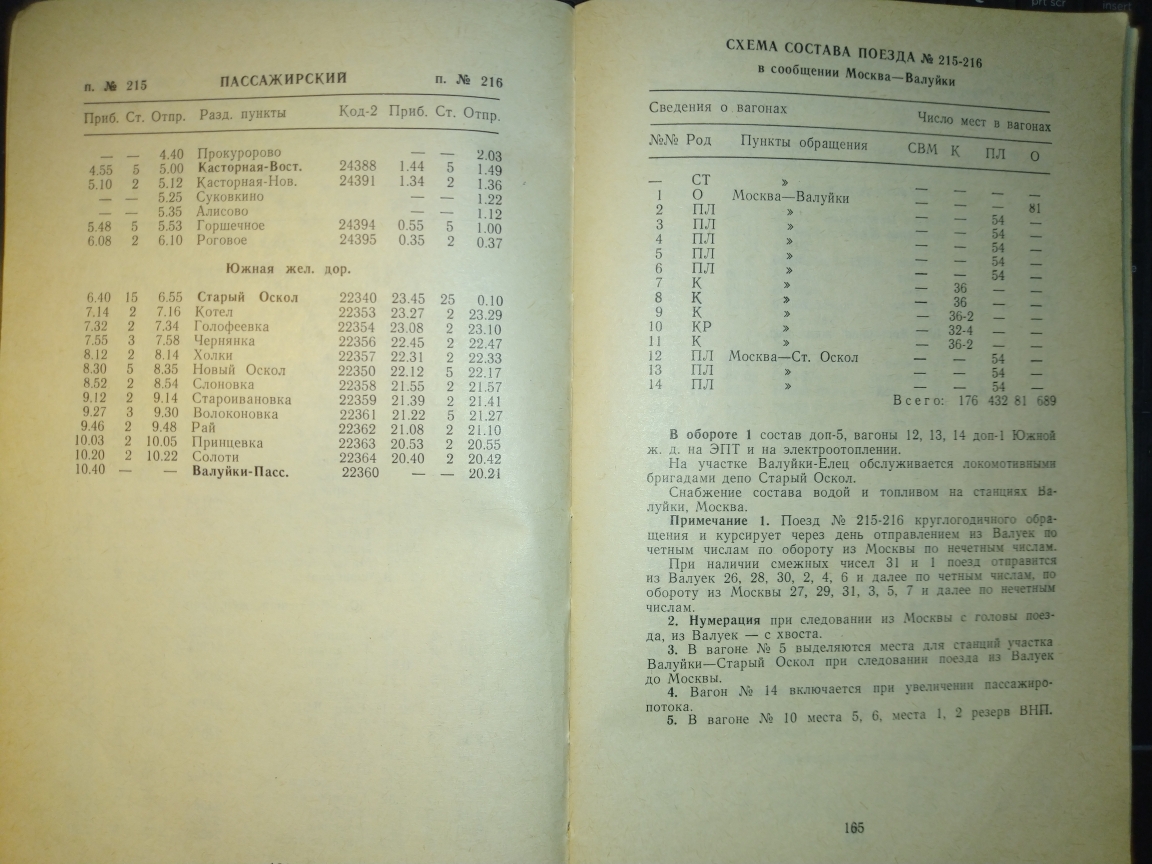 prt scr
insert
п. № 215 ПАССАЖИРСКИЙ п. № 216
Приб. Ст. Отпр. Разд. пункты Код-2 Приб. Ст. Отпр.
— — 4.40 Прокуророво — — 2.03
4.55 5 5.00 Касторная-Вост. 24388 1.44 5 1.49
5.10 2 5.12 Касторная-Нов. 24391 1.34 2 1.36
— — 5.25 Суковкино — — 1.22
— — 5.35 Алисово — — 1.12
5.48 5 5.53 Горшечное 24394 0.55 5 1.00
6.08 2 6.10 Роговое 24395 0.35 2 0.37
Южная жел. дор.
6.40 15 6.55 Старый Оскол 22340 23.45 25 0.10
7.14 2 7.16 Котел 22353 23.27 2 23.29
7.32 2 7.34 Голофеевка 22354 23.08 2 23.10
7.55 3 7.58 Чернянка 22356 22.45 2 22.47
8.12 2 8.14 Холки 22357 22.31 2 22.33
8.30 5 8.35 Новый Оскол 22350 22.12 5 22.17
8.52 2 8.54 Слоновка 22358 21.55 2 21.57
9.12 2 9.14 Староивановка 22359 21.39 2 21.41
9.27 3 9.30 Волоконовка 22361 21.22 5 21.27
9.46 2 9.48 Рай 22362 21.08 2 21.10
10.03 2 10.05 Принцевка 22363 20.53 2 20.55
10.20 2 10.22 Солоти 22364 20.40 2 20.42
10.40 — — Валуйки-Пасс. 22360 — — 20.21
СХЕМА СОСТАВА ПОЕЗДА № 215-216
в сообщении Москва—Валуйки
Сведения о вагонах Число мест в вагонах
№№ Род Пункты обращения СВМ К ПЛ О
— СТ » — — — —
1 О Москва—Валуйки — — — 81
2 ПЛ » — — 54 —
3 ПЛ » — — 54 —
4 ПЛ » — — 54 —
5 ПЛ » — — 54 —
6 ПЛ » — — 54 —
7 К » — 36 — —
8 К » — 36 — —
9 К » — 36-2 — —
10 КР » — 32-4 — —
11 К » — 36-2 — —
12 ПЛ Москва—Ст. Оскол — — 54 —
13 ПЛ » — — 54 —
14 ПЛ » — — 54 —
Всего: 176 432 81 689
В обороте 1 состав доп-5, вагоны 12, 13, 14 доп-1 Южной
ж. д. на ЭПТ и на электроотоплении.
На участке Валуйки-Елец обслуживается локомотивными
бригадами депо Старый Оскол.
Снабжение состава водой и топливом на станциях Ва-
луйки, Москва.
Примечание 1. Поезд № 215-216 круглогодичного обра-
щения и курсирует через день отправлением из Валуек по
четным числам по обороту из Москвы по нечетным числам.
При наличии смежных чисел 31 и 1 поезд отправится
из Валуек 26, 28, 30, 2, 4, 6 и далее по четным числам, по
обороту из Москвы 27, 29, 31, 3, 5, 7 и далее по нечетным
числам.
2. Нумерация при следовании из Москвы с головы поез-
да, из Валуек — с хвоста.
3. В вагоне № 5 выделяются места для станций участка
Валуйки—Старый Оскол при следовании поезда из Валуек
до Москвы.
4. Вагон № 14 включается при увеличении пассажиро-
потока.
5. В вагоне № 10 места 5, 6, места 1, 2 резерв ВНП.
165